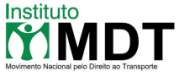 Instituto
MDT
Movimento Nacional pelo Direito ao Transporte